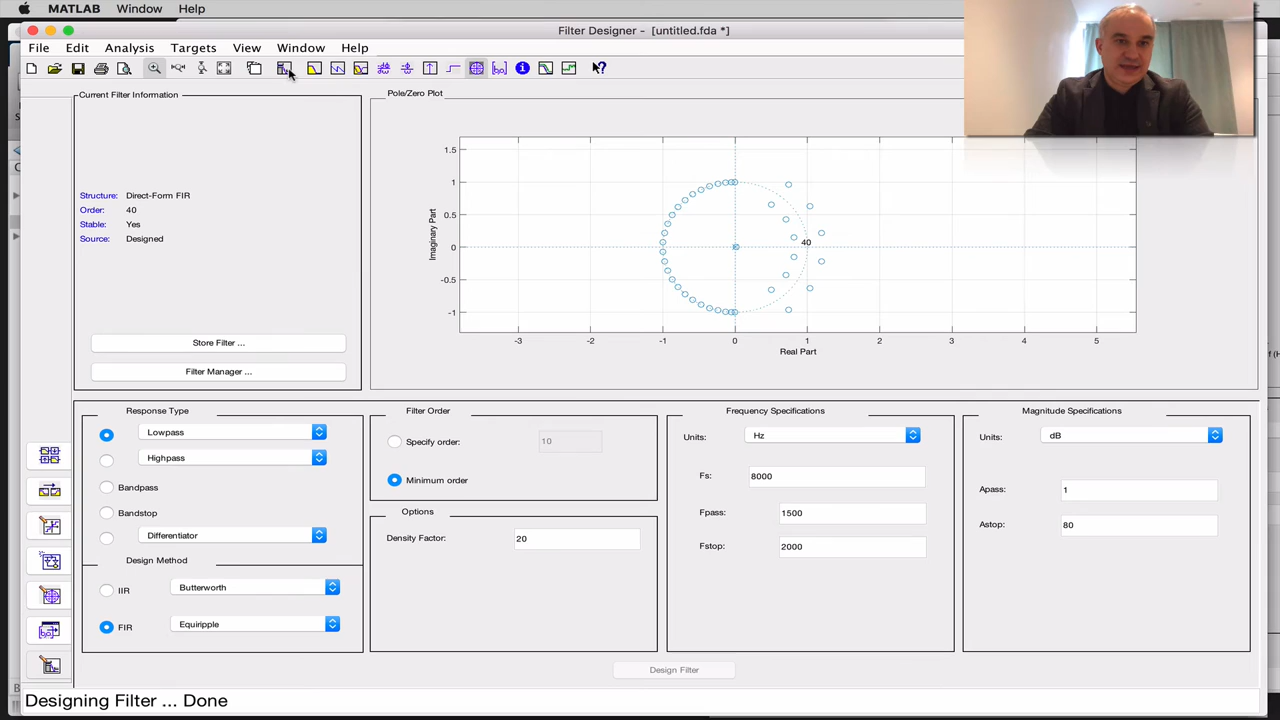 MATLAB Window Help
Filter Designer - [untitled.fda *]
File Edit Analysis Targets View Window Help
Current Filter Information
Structure: Direct-Form FIR
Order: 40
Stable: Yes
Source: Designed
Store Filter ...
Filter Manager ...
Pole/Zero Plot
Imaginary Part
1.5
1
0.5
0
-0.5
-1
40
-3 -2 -1 0 1 2 3 4 5
Real Part
Response Type
Lowpass
Highpass
Bandpass
Bandstop
Differentiator
Design Method
IIR Butterworth
FIR Equiripple
Filter Order
Specify order: 10
Minimum order
Options
Density Factor: 20
Frequency Specifications
Units: Hz
Fs: 8000
Fpass: 1500
Fstop: 2000
Magnitude Specifications
Units: dB
Apass: 1
Astop: 80
Design Filter
Designing Filter ... Done